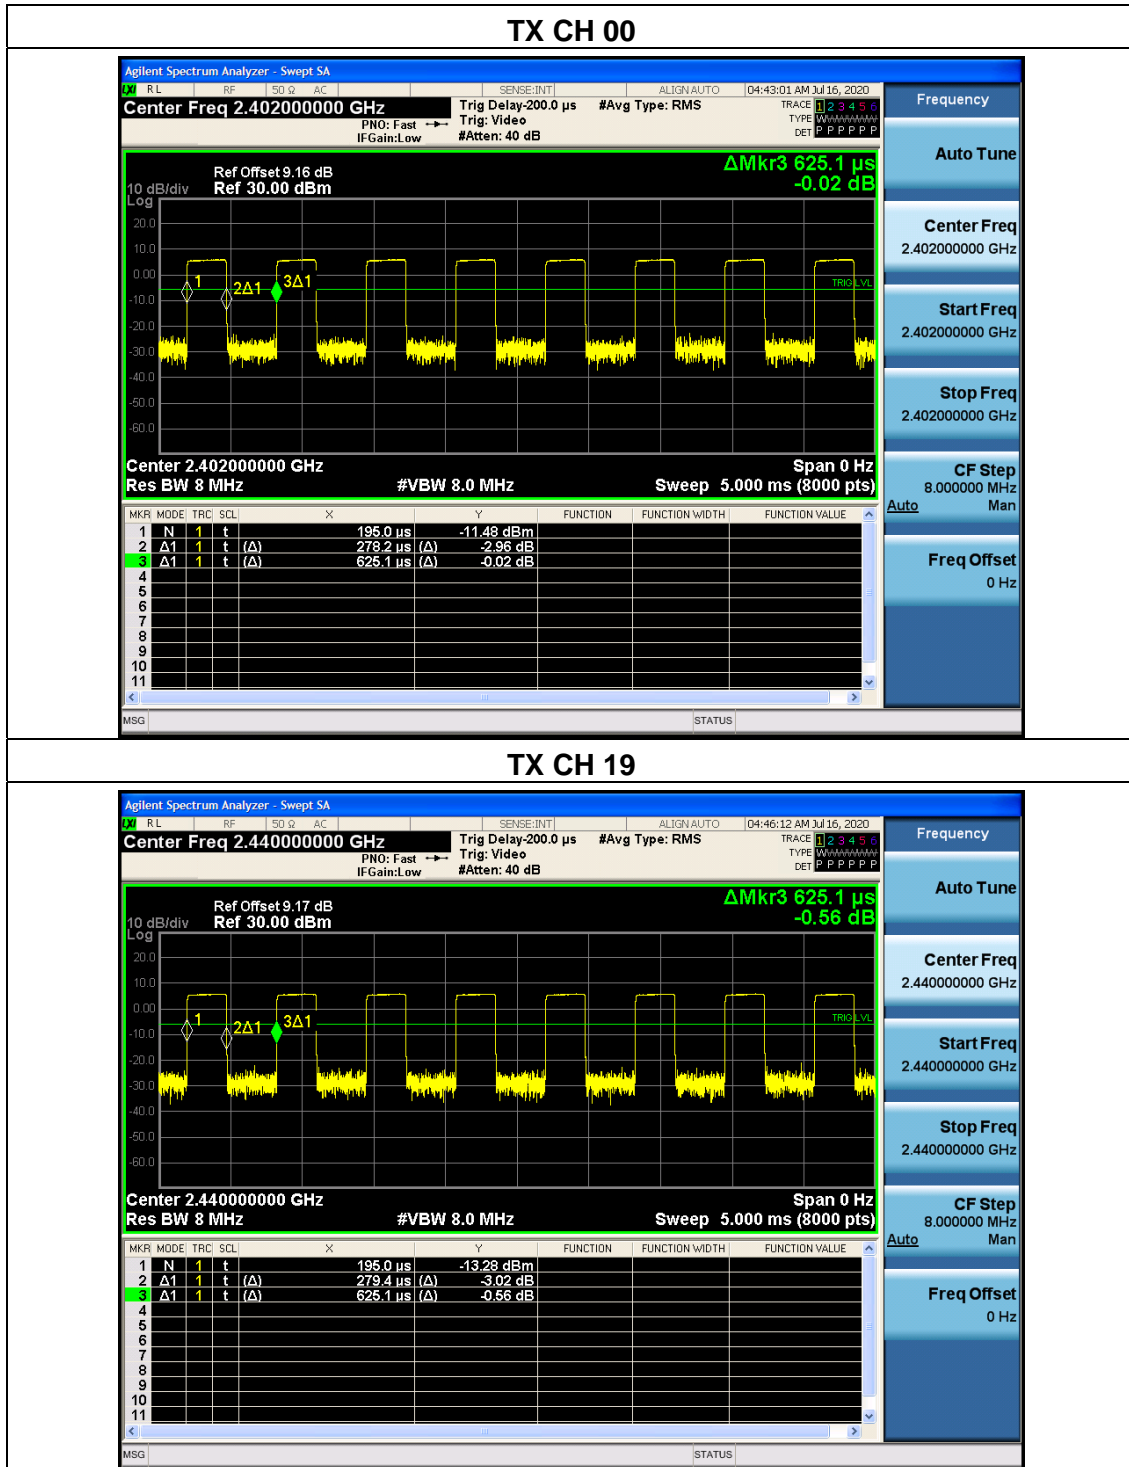 TX CH 00
Agilent Spectrum Analyzer - Swept SA
LXI RL RF 50 Ω AC SENSE:INT ALIGN AUTO 04:43:01 AM Jul 16, 2020
Center Freq 2.402000000 GHz Trig Delay-200.0 µs #Avg Type: RMS TRACE 1 2 3 4 5 6
PNO: Fast Trig: Video TYPE
IFGain:Low #Atten: 40 dB DET P P P P P P
Frequency
Auto Tune
Center Freq
2.402000000 GHz
Start Freq
2.402000000 GHz
Stop Freq
2.402000000 GHz
CF Step
8.000000 MHz
Auto Man
Freq Offset
0 Hz
ΔMkr3 625.1 µs
-0.02 dB
Ref Offset 9.16 dB
10 dB/div Ref 30.00 dBm
Log
20.0
10.0
0.00
-10.0
-20.0
-30.0
-40.0
-50.0
-60.0
1
2Δ1
3Δ1
TRIG LVL
Center 2.402000000 GHz Span 0 Hz
Res BW 8 MHz #VBW 8.0 MHz Sweep 5.000 ms (8000 pts)
MKR MODE TRC SCL X Y FUNCTION FUNCTION WIDTH FUNCTION VALUE
1 N 1 t 195.0 µs -11.48 dBm
2 Δ1 1 t (Δ) 278.2 µs (Δ) -2.96 dB
3 Δ1 1 t (Δ) 625.1 µs (Δ) -0.02 dB
4
5
6
7
8
9
10
11
MSG STATUS
TX CH 19
Agilent Spectrum Analyzer - Swept SA
LXI RL RF 50 Ω AC SENSE:INT ALIGN AUTO 04:46:12 AM Jul 16, 2020
Center Freq 2.440000000 GHz Trig Delay-200.0 µs #Avg Type: RMS TRACE 1 2 3 4 5 6
PNO: Fast Trig: Video TYPE
IFGain:Low #Atten: 40 dB DET P P P P P P
Frequency
Auto Tune
Center Freq
2.440000000 GHz
Start Freq
2.440000000 GHz
Stop Freq
2.440000000 GHz
CF Step
8.000000 MHz
Auto Man
Freq Offset
0 Hz
ΔMkr3 625.1 µs
-0.56 dB
Ref Offset 9.17 dB
10 dB/div Ref 30.00 dBm
Log
20.0
10.0
0.00
-10.0
-20.0
-30.0
-40.0
-50.0
-60.0
1
2Δ1
3Δ1
TRIG LVL
Center 2.440000000 GHz Span 0 Hz
Res BW 8 MHz #VBW 8.0 MHz Sweep 5.000 ms (8000 pts)
MKR MODE TRC SCL X Y FUNCTION FUNCTION WIDTH FUNCTION VALUE
1 N 1 t 195.0 µs -13.28 dBm
2 Δ1 1 t (Δ) 279.4 µs (Δ) -3.02 dB
3 Δ1 1 t (Δ) 625.1 µs (Δ) -0.56 dB
4
5
6
7
8
9
10
11
MSG STATUS